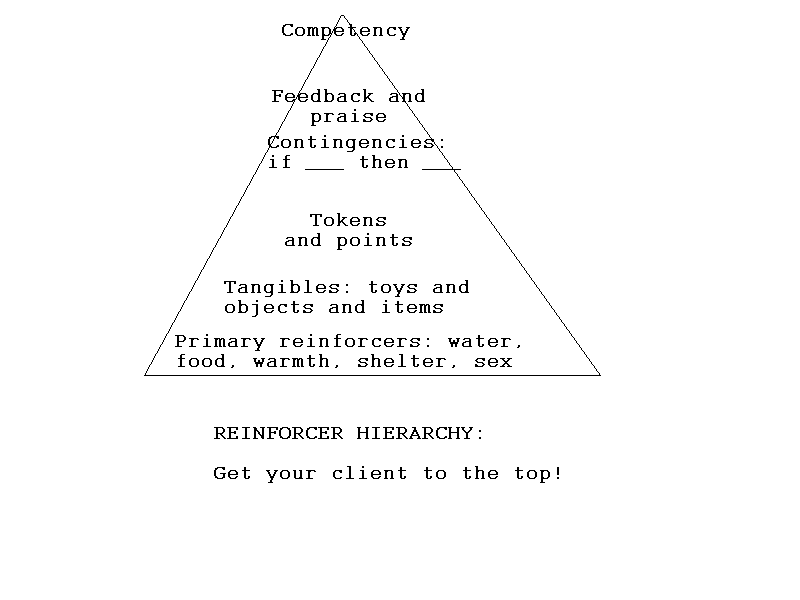 Competency
Feedback and
praise
Contingencies:
if ___ then ___
Tokens
and points
Tangibles: toys and
objects and items
Primary reinforcers: water,
food, warmth, shelter, sex
REINFORCER HIERARCHY:
Get your client to the top!